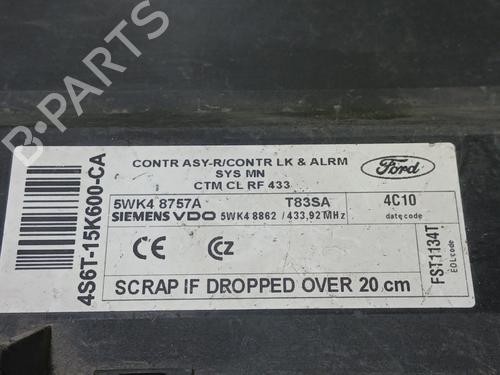 B-PARTS
CONTR ASY-R/CONTR LK & ALRM
SYS MN
CTM CL RF 433
Ford
4S6T-15K600-CA
5WK4 8757A T83SA
SIEMENS VDO 5WK4 8862 / 433,92 MHz
4C10
date code
CE CZ
FST1134T
EOL code
SCRAP IF DROPPED OVER 20 cm